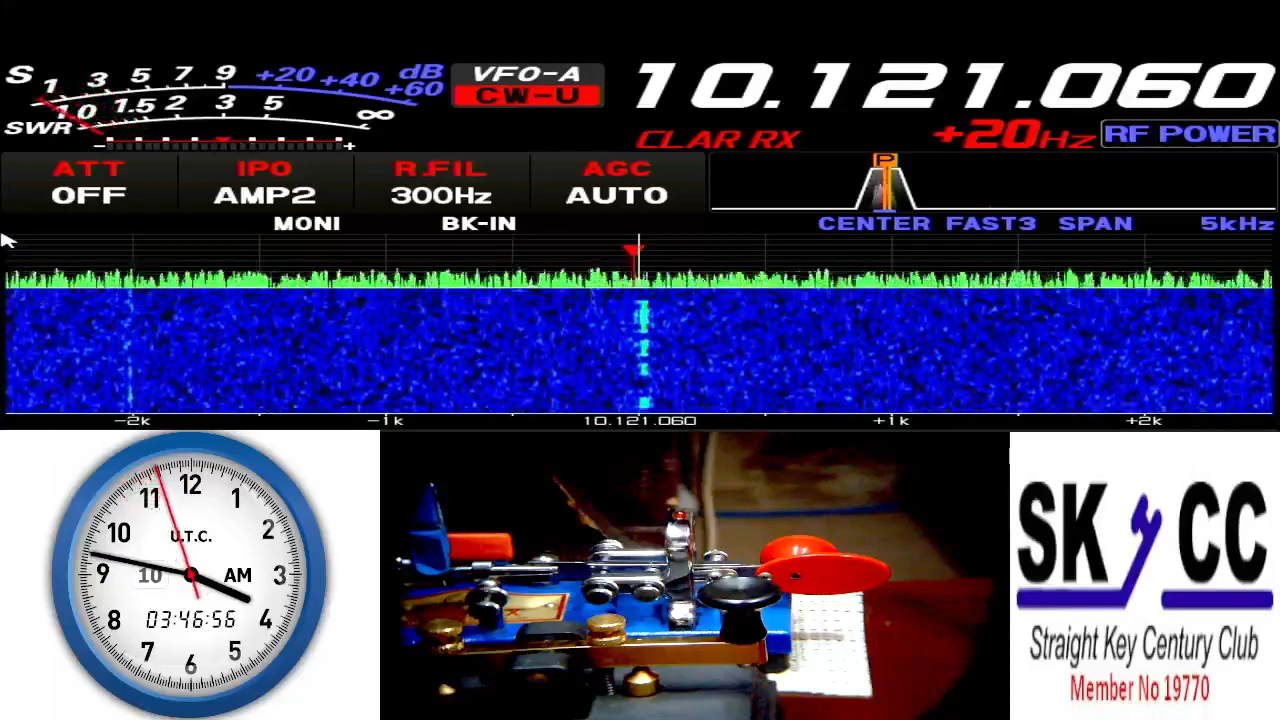 S 1 3 5 7 9 +20 +40 +60 dB
VFO-A
10.121.060
CW-U
1.0 1.5 2 3 5 ∞
SWR
- +
CLAR RX +20Hz RF POWER
ATT IPO R.FIL AGC
OFF AMP2 300Hz AUTO
P
MONI BK-IN CENTER FAST3 SPAN 5kHz
-2k -1k 10.121.060 +1k +2k
12
11 1
10 U.T.C. 2
9 10 AM 3
8 03:46:56 4
7 5
6
SK CC
Straight Key Century Club
Member No 19770